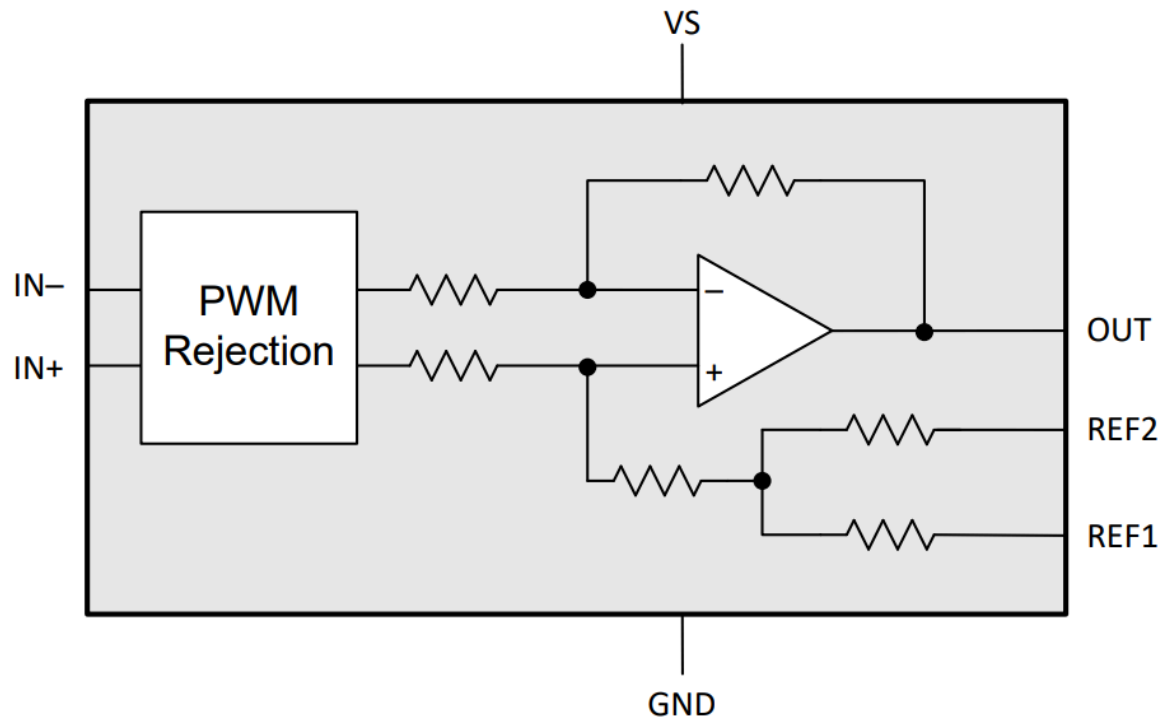 VS
IN–
IN+
PWM
Rejection
–
+
OUT
REF2
REF1
GND